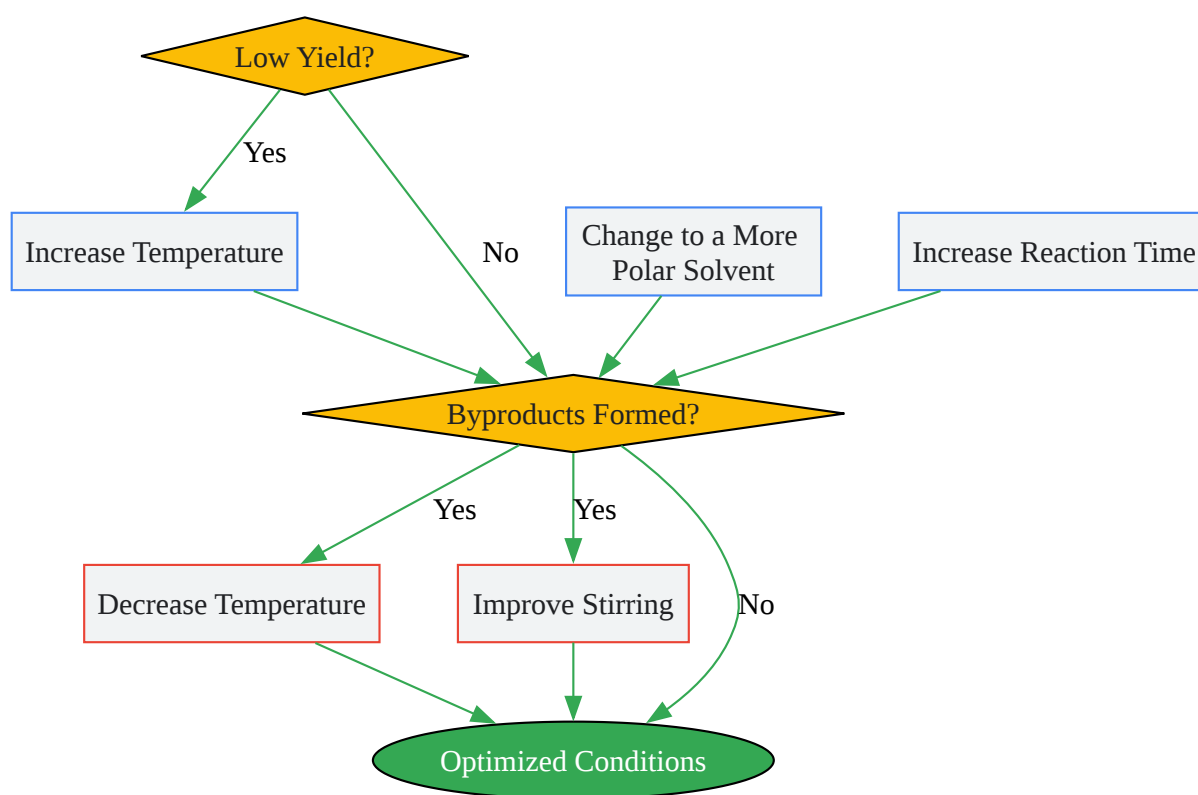 Low Yield?
Yes
Increase Temperature
No
Change to a More
Polar Solvent
Increase Reaction Time
Byproducts Formed?
Yes
Yes
Decrease Temperature
Improve Stirring
No
Optimized Conditions